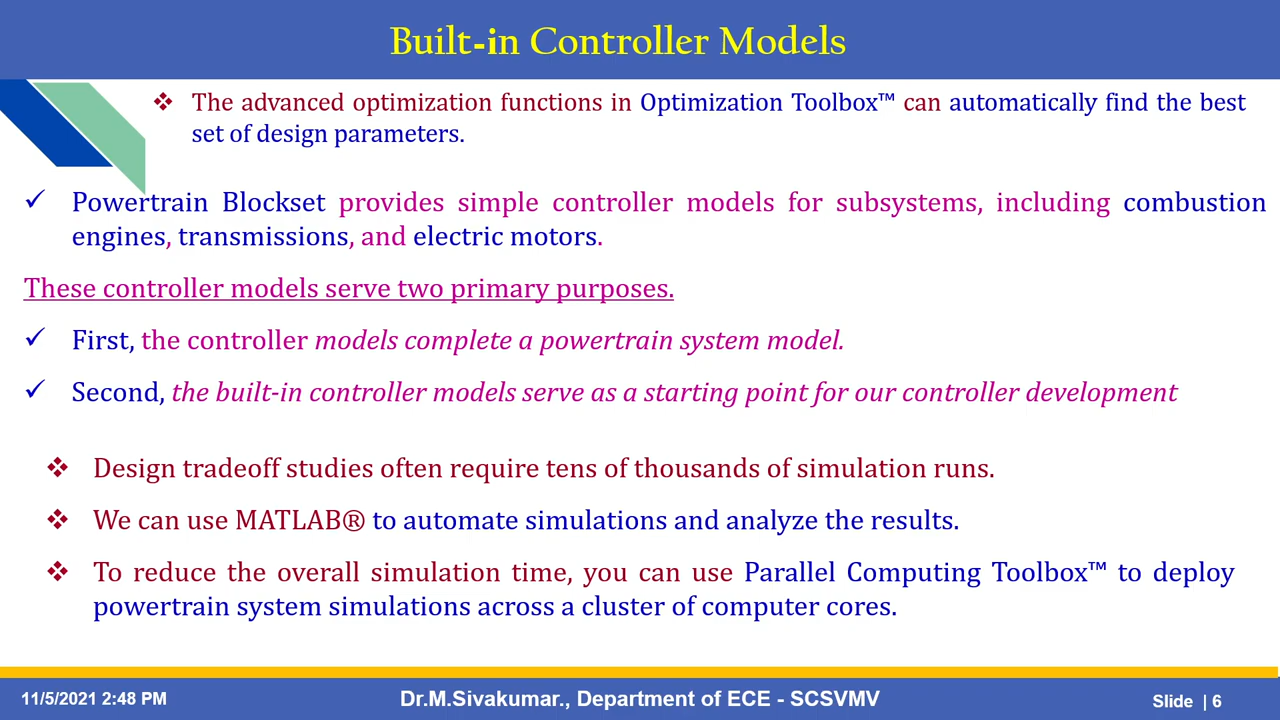 Built-in Controller Models
❖ The advanced optimization functions in Optimization Toolbox™ can automatically find the best
set of design parameters.
✓ Powertrain Blockset provides simple controller models for subsystems, including combustion
engines, transmissions, and electric motors.
These controller models serve two primary purposes.
✓ First, the controller models complete a powertrain system model.
✓ Second, the built-in controller models serve as a starting point for our controller development
❖ Design tradeoff studies often require tens of thousands of simulation runs.
❖ We can use MATLAB® to automate simulations and analyze the results.
❖ To reduce the overall simulation time, you can use Parallel Computing Toolbox™ to deploy
powertrain system simulations across a cluster of computer cores.
11/5/2021 2:48 PM
Dr.M.Sivakumar., Department of ECE - SCSVMV
Slide | 6